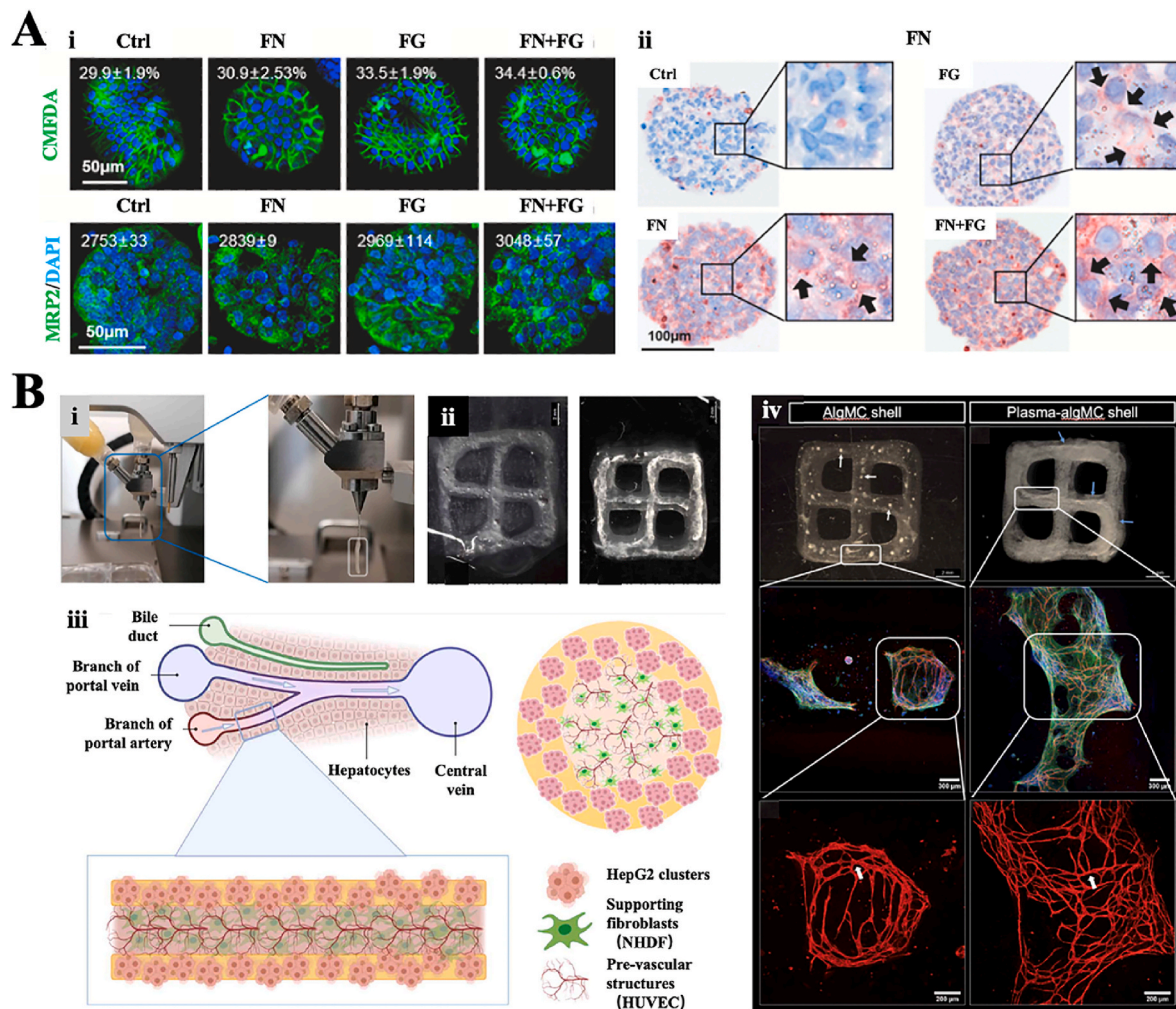 A
i
Ctrl
FN
FG
FN+FG
CMFDA
29.9±1.9%
30.9±2.53%
33.5±1.9%
34.4±0.6%
50μm
Ctrl
FN
FG
FN+FG
MRP2/DAPI
2753±33
2839±9
2969±114
3048±57
50μm
ii
FN
Ctrl
FG
FN
FN+FG
100μm
B
i
ii
iii
Bile
duct
Branch of
portal vein
Branch of
portal artery
Hepatocytes
Central
vein
HepG2 clusters
Supporting
fibroblasts
(NHDF)
Pre-vascular
structures
(HUVEC)
iv
AlgMC shell
Plasma-algMC shell
300 μm
300 μm
200 μm
200 μm